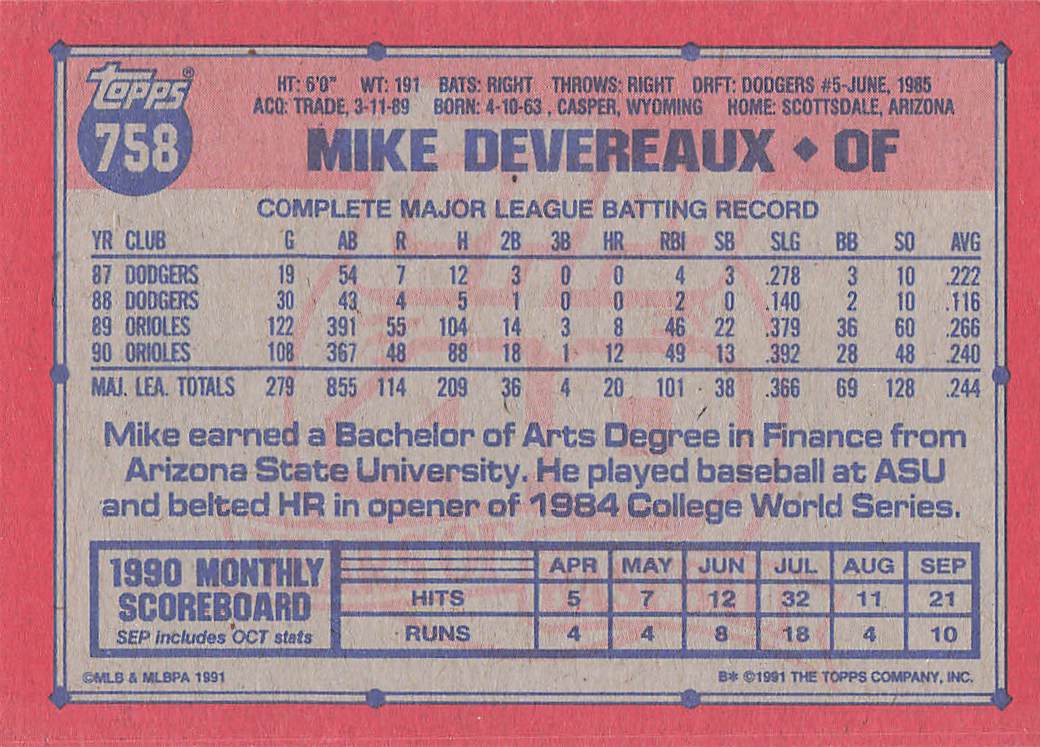 Topps®
758
HT: 6'0" WT: 191 BATS: RIGHT THROWS: RIGHT DRFT: DODGERS #5-JUNE, 1985
ACQ: TRADE, 3-11-89 BORN: 4-10-63, CASPER, WYOMING HOME: SCOTTSDALE, ARIZONA
MIKE DEVEREAUX ♦ OF
COMPLETE MAJOR LEAGUE BATTING RECORD
YR CLUB G AB R H 2B 3B HR RBI SB SLG BB SO AVG
87 DODGERS 19 54 7 12 3 0 0 4 3 .278 3 10 .222
88 DODGERS 30 43 4 5 1 0 0 2 0 .140 2 10 .116
89 ORIOLES 122 391 55 104 14 3 8 46 22 .379 36 60 .266
90 ORIOLES 108 367 48 88 18 1 12 49 13 .392 28 48 .240
MAJ. LEA. TOTALS 279 855 114 209 36 4 20 101 38 .366 69 128 .244
Mike earned a Bachelor of Arts Degree in Finance from
Arizona State University. He played baseball at ASU
and belted HR in opener of 1984 College World Series.
1990 MONTHLY
SCOREBOARD
SEP includes OCT stats
APR MAY JUN JUL AUG SEP
HITS 5 7 12 32 11 21
RUNS 4 4 8 18 4 10
©MLB & MLBPA 1991
B* ©1991 THE TOPPS COMPANY, INC.